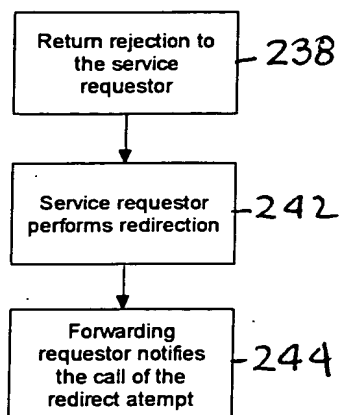 Return rejection to
the service
requestor
238
Service requestor
performs redirection
242
Forwarding
requestor notifies
the call of the
redirect atempt
244